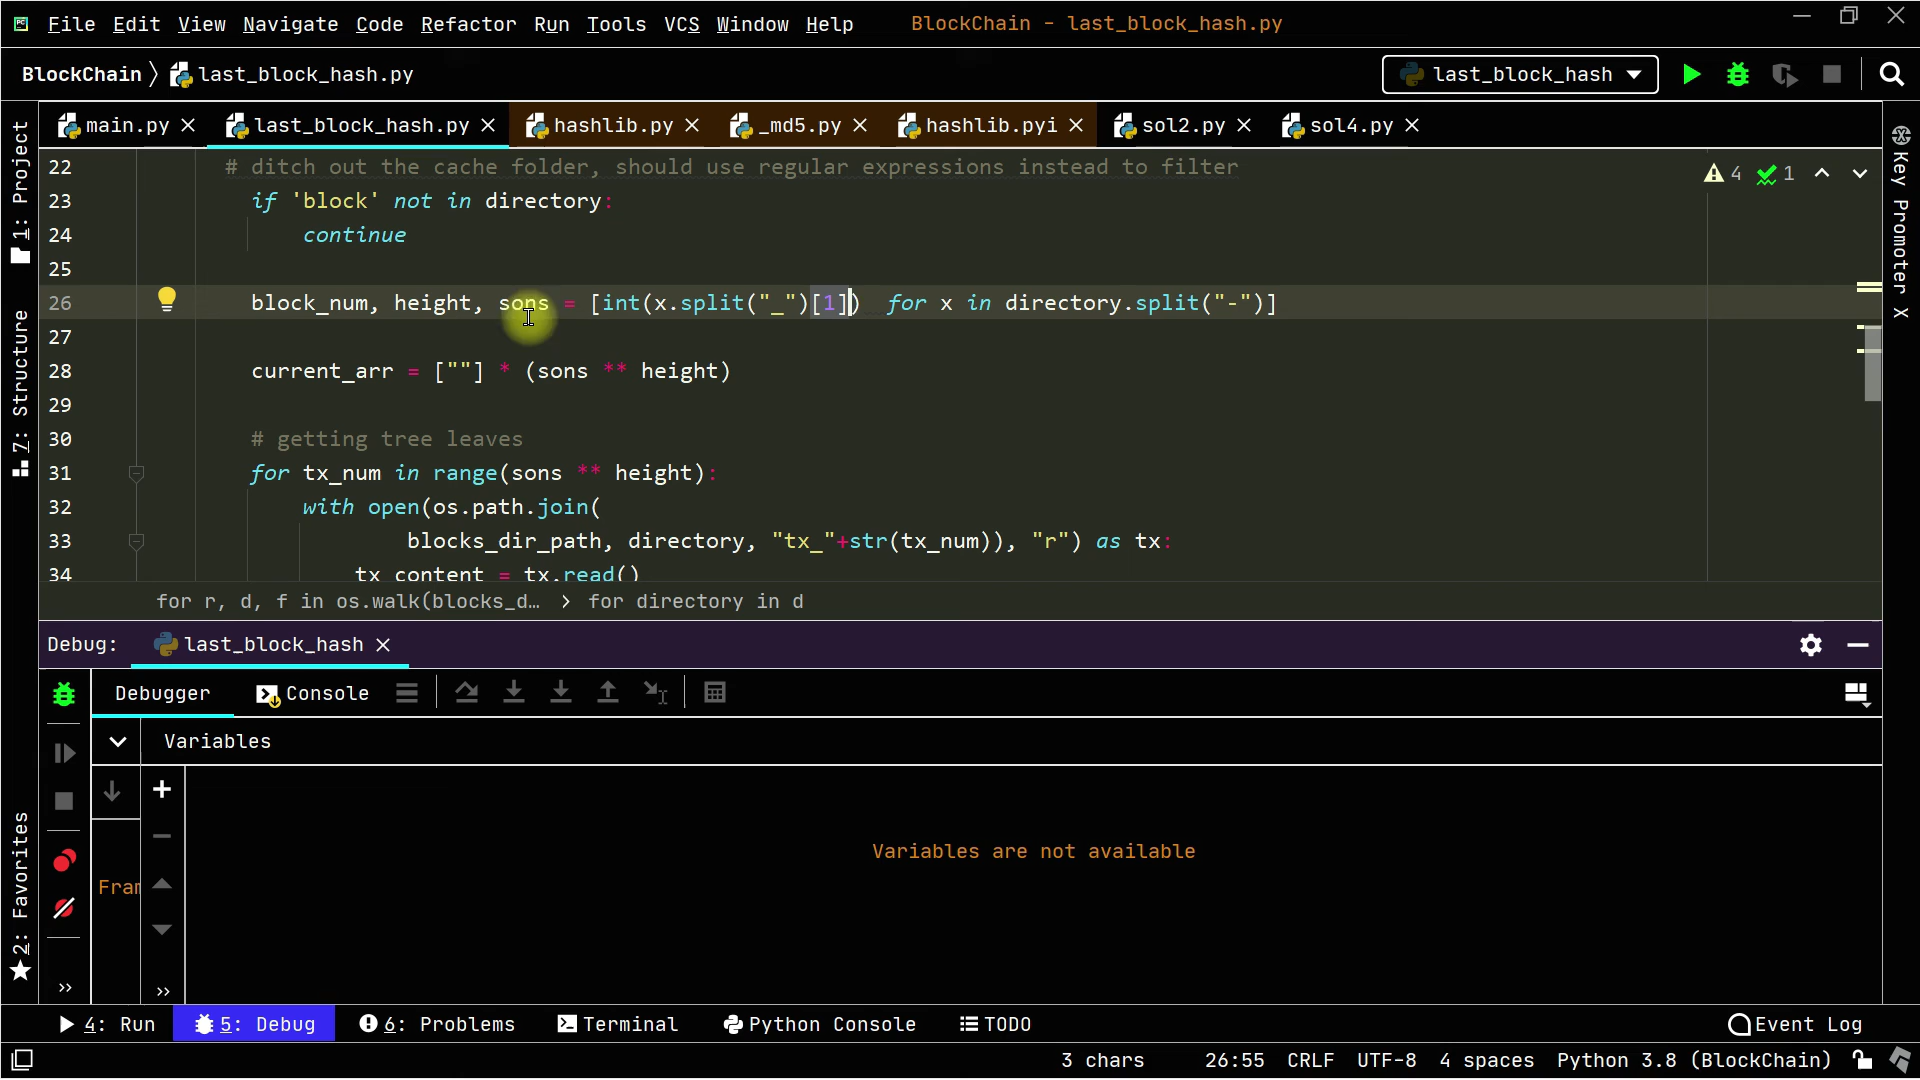 File Edit View Navigate Code Refactor Run Tools VCS Window Help BlockChain - last_block_hash.py
BlockChain last_block_hash.py last_block_hash
main.py last_block_hash.py hashlib.py _md5.py hashlib.pyi sol2.py sol4.py
1: Project
7: Structure
2: Favorites
Key Promoter X
4 1
22 # ditch out the cache folder, should use regular expressions instead to filter
23 if 'block' not in directory:
24 continue
25
26 block_num, height, sons = [int(x.split("_")[1])  for x in directory.split("-")]
27
28 current_arr = [""] * (sons ** height)
29
30 # getting tree leaves
31 for tx_num in range(sons ** height):
32 with open(os.path.join(
33 blocks_dir_path, directory, "tx_"+str(tx_num)), "r") as tx:
34 tx_content = tx.read()
for r, d, f in os.walk(blocks_d… › for directory in d
Debug: last_block_hash
Debugger Console
Variables
Fram
Variables are not available
4: Run 5: Debug 6: Problems Terminal Python Console TODO Event Log
3 chars 26:55 CRLF UTF-8 4 spaces Python 3.8 (BlockChain)